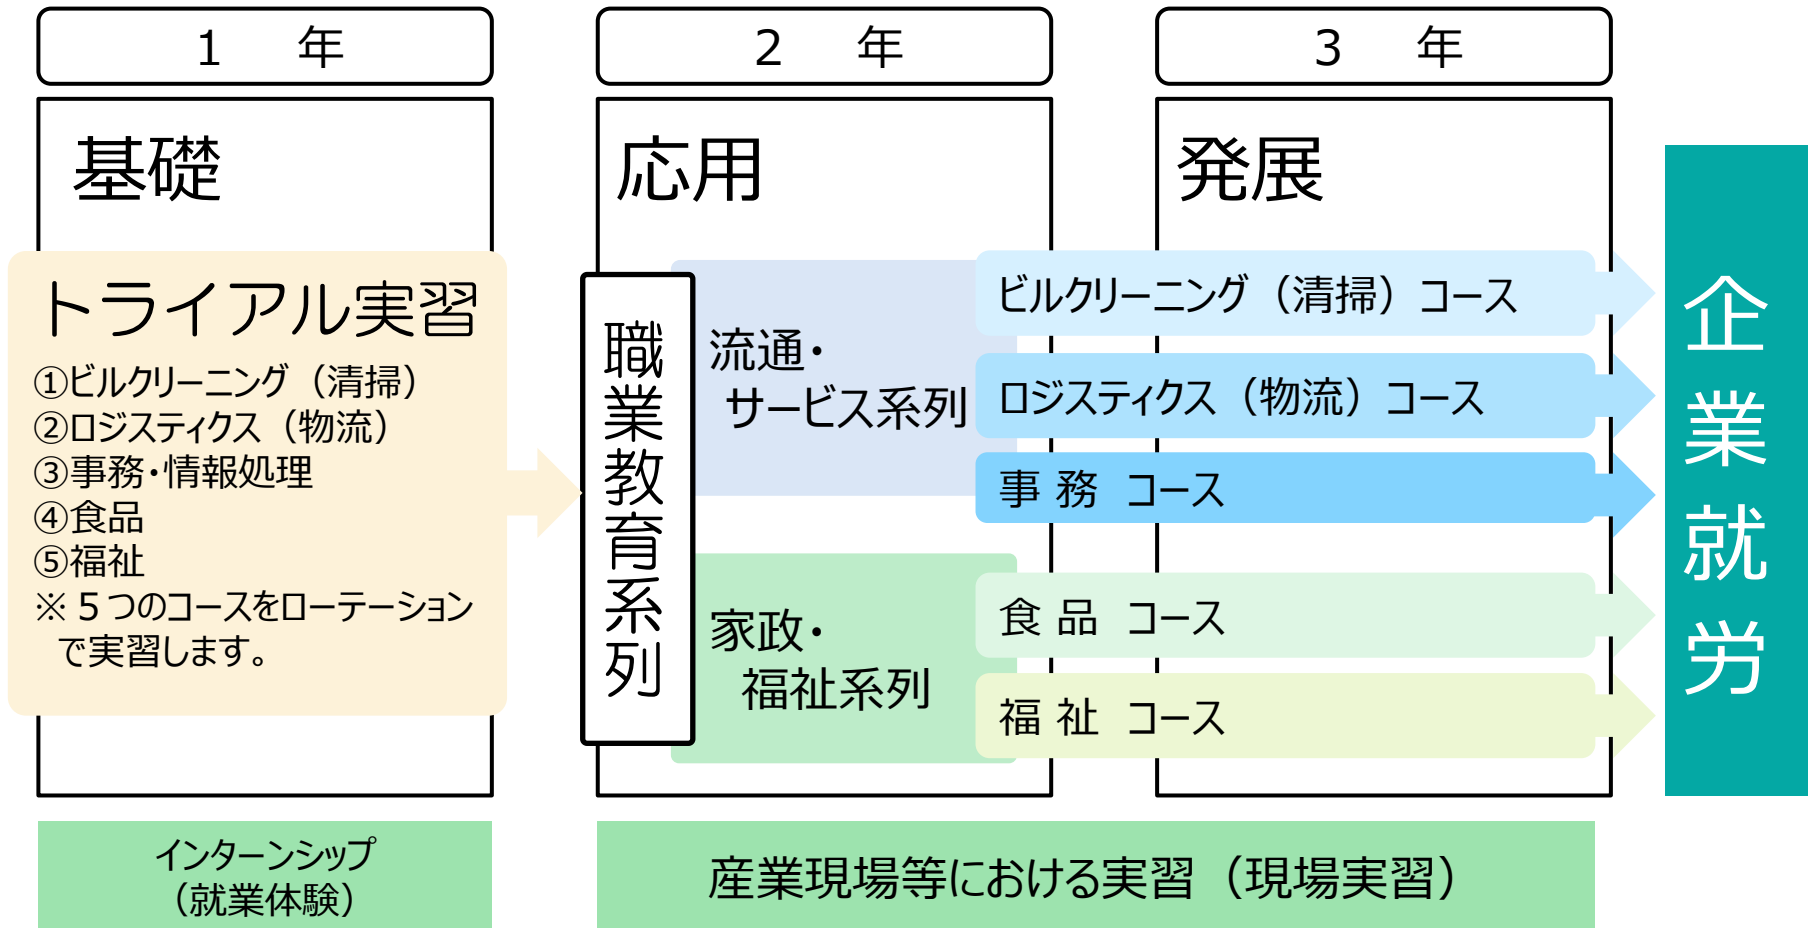 １　年
２　年
３　年
基礎
トライアル実習
①ビルクリーニング（清掃）
②ロジスティクス（物流）
③事務・情報処理
④食品
⑤福祉
※５つのコースをローテーション
で実習します。
インターンシップ
（就業体験）
応用
職業教育系列
流通・
サービス系列
家政・
福祉系列
発展
ビルクリーニング（清掃）コース
ロジスティクス（物流）コース
事 務　コース
食 品　コース
福 祉　コース
産業現場等における実習（現場実習）
企業就労